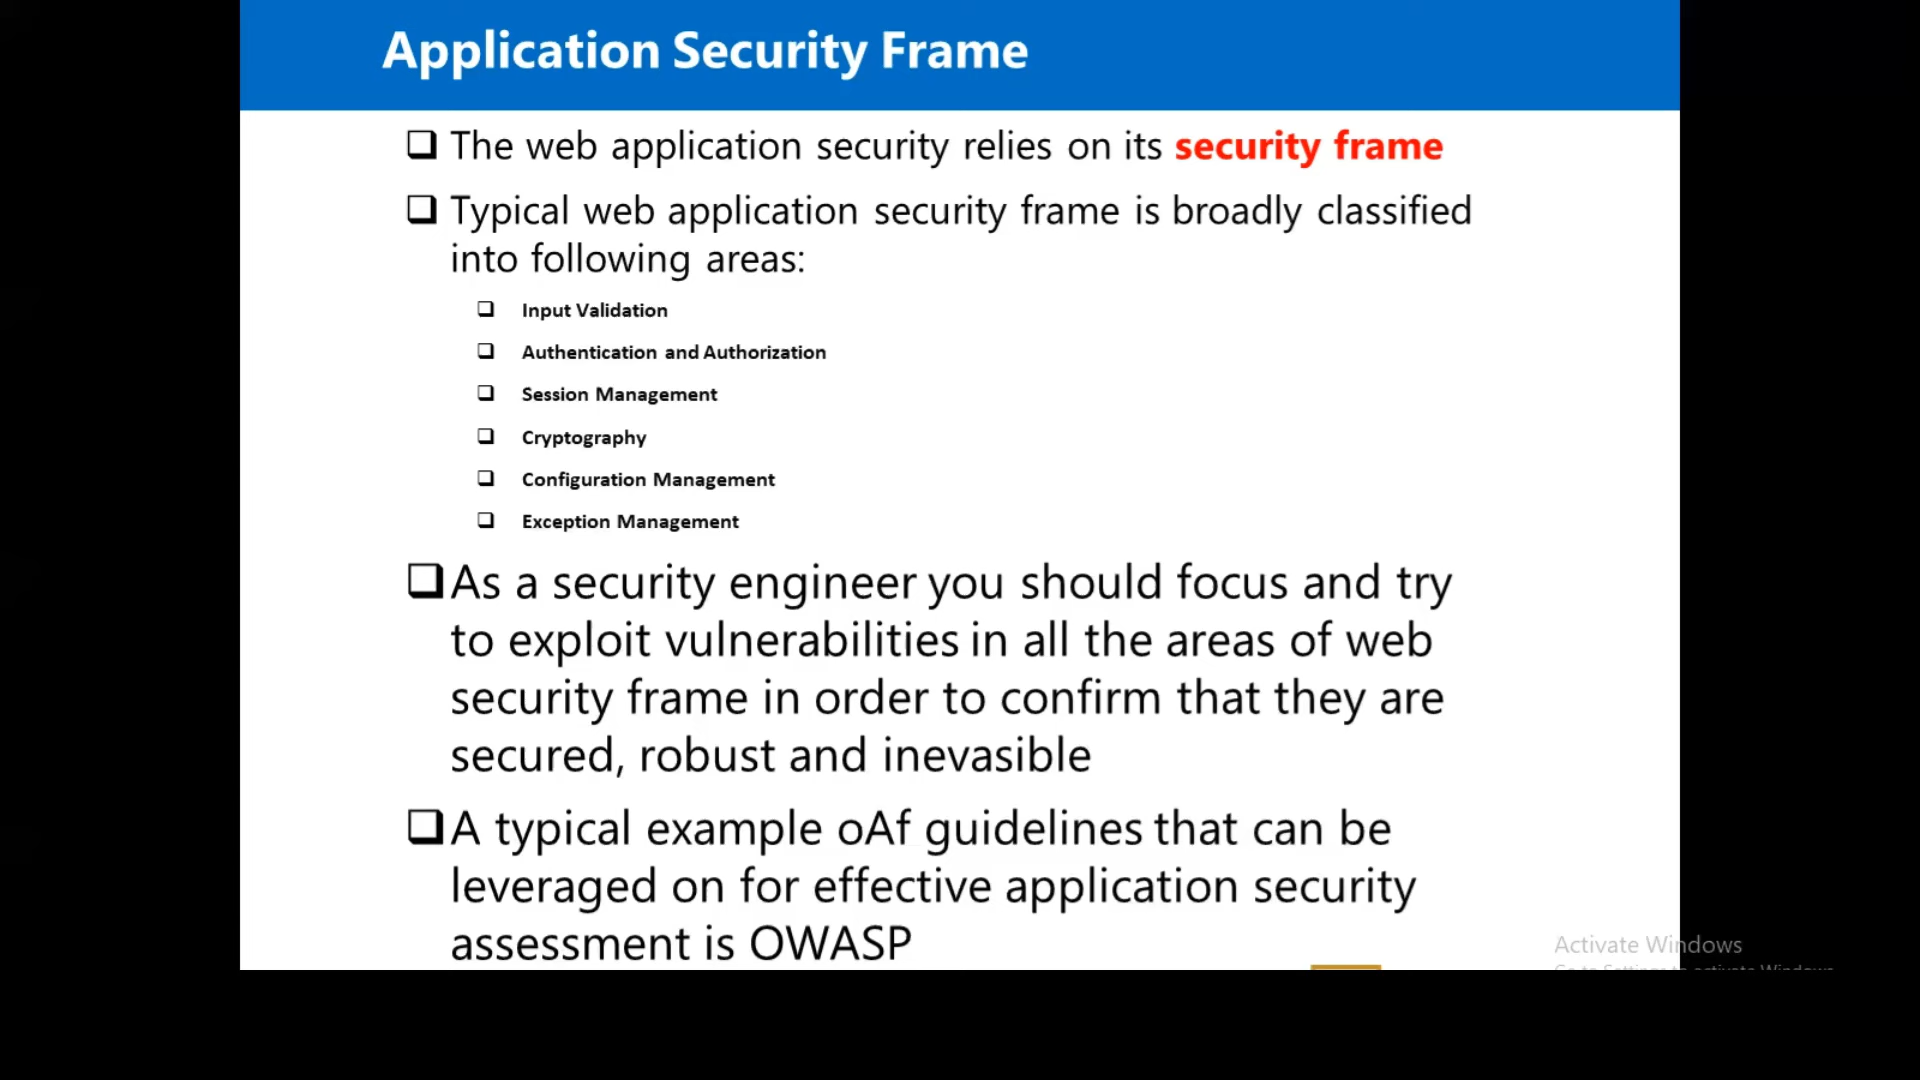 Application Security Frame
The web application security relies on its security frame
Typical web application security frame is broadly classified
into following areas:
Input Validation
Authentication and Authorization
Session Management
Cryptography
Configuration Management
Exception Management
As a security engineer you should focus and try
to exploit vulnerabilities in all the areas of web
security frame in order to confirm that they are
secured, robust and inevasible
A typical example oAf guidelines that can be
leveraged on for effective application security
assessment is OWASP
Activate Windows